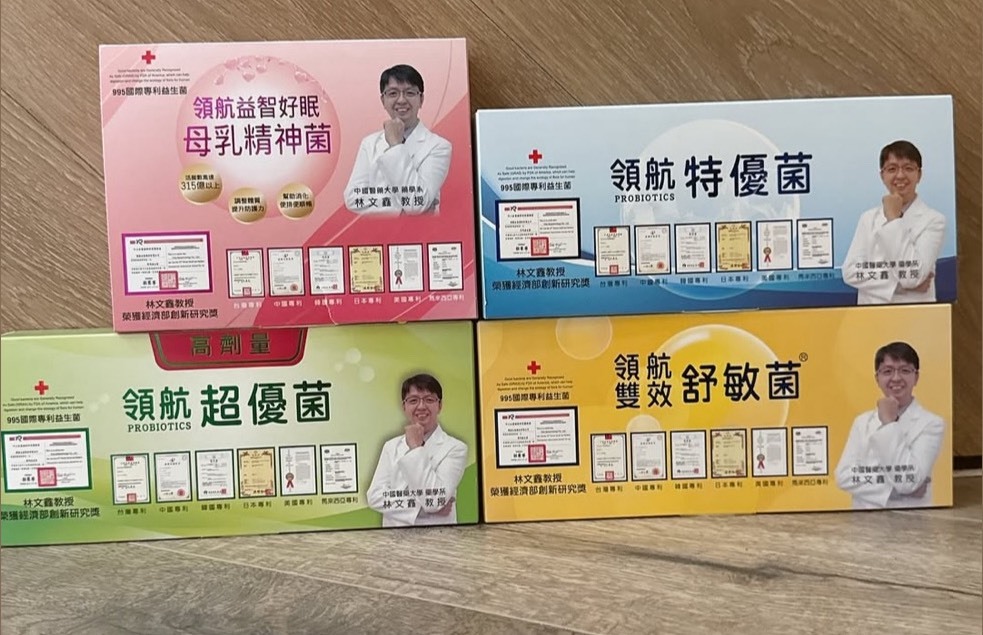 995國際專利益生菌
領航益智好眠
母乳精神菌
活菌數高達
315億以上
調整體質
提升防護力
幫助消化
使排便順暢
中國醫藥大學 藥學系
林文鑫 教授
林文鑫教授
榮獲經濟部創新研究獎
台灣專利
中國專利
韓國專利
日本專利
美國專利
馬來西亞專利
995國際專利益生菌
領航 特優菌
PROBIOTICS
中國醫藥大學 藥學系
林文鑫 教授
林文鑫教授
榮獲經濟部創新研究獎
台灣專利
中國專利
韓國專利
日本專利
美國專利
馬來西亞專利
高劑量
995國際專利益生菌
領航 超優菌
PROBIOTICS
中國醫藥大學 藥學系
林文鑫 教授
林文鑫教授
榮獲經濟部創新研究獎
台灣專利
中國專利
韓國專利
日本專利
美國專利
馬來西亞專利
995國際專利益生菌
領航
雙效 舒敏菌®
中國醫藥大學 藥學系
林文鑫 教授
林文鑫教授
榮獲經濟部創新研究獎
台灣專利
中國專利
韓國專利
日本專利
美國專利
馬來西亞專利